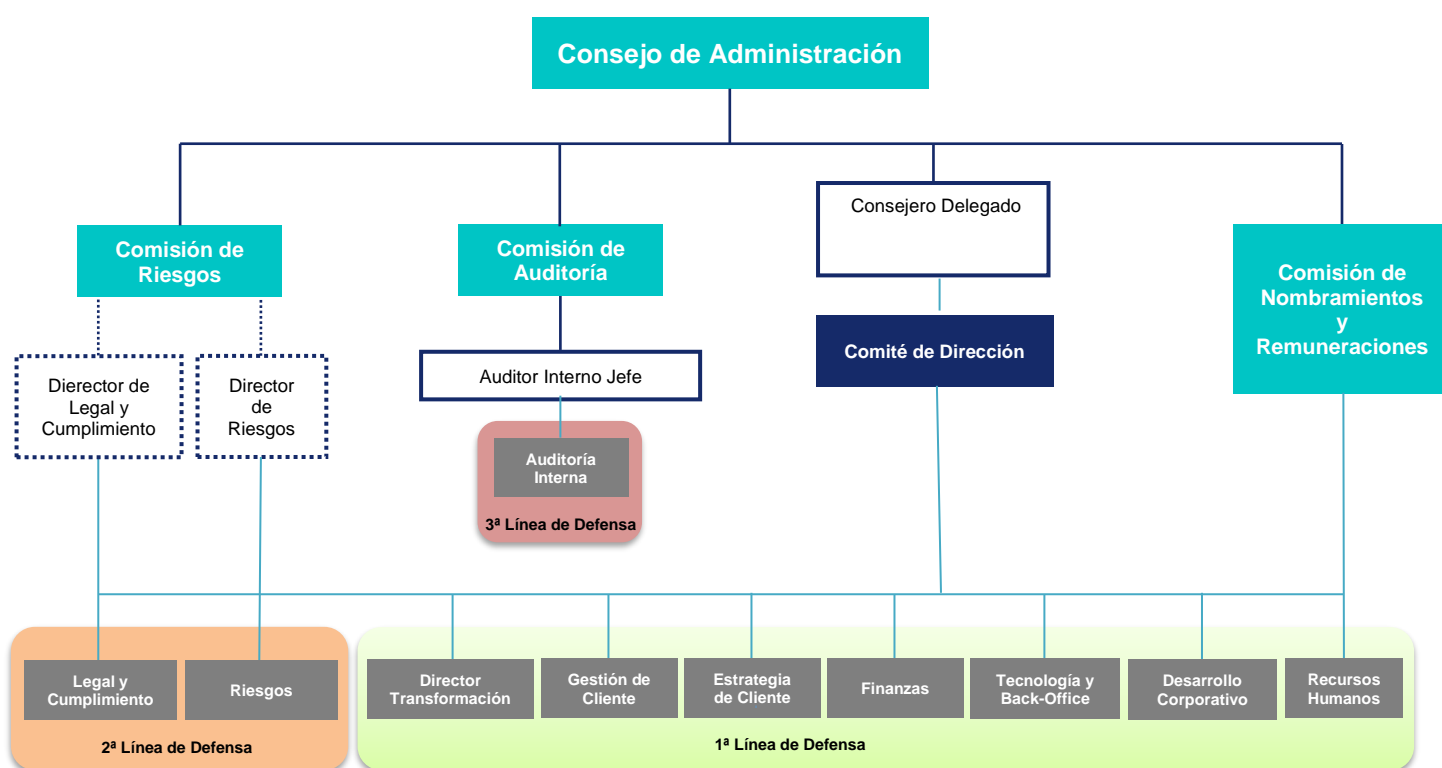 Consejo de Administración
Consejero Delegado
Comisión de
Riesgos
Comisión de
Auditoría
Comisión de
Nombramientos
y
Remuneraciones
Comité de Dirección
Dierector de
Legal y
Cumplimiento
Director
de
Riesgos
Auditor Interno Jefe
Auditoría
Interna
3ª Línea de Defensa
Legal y
Cumplimiento
Riesgos
2ª Línea de Defensa
Director
Transformación
Gestión de
Cliente
Estrategia
de Cliente
Finanzas
Tecnología y
Back-Office
Desarrollo
Corporativo
Recursos
Humanos
1ª Línea de Defensa